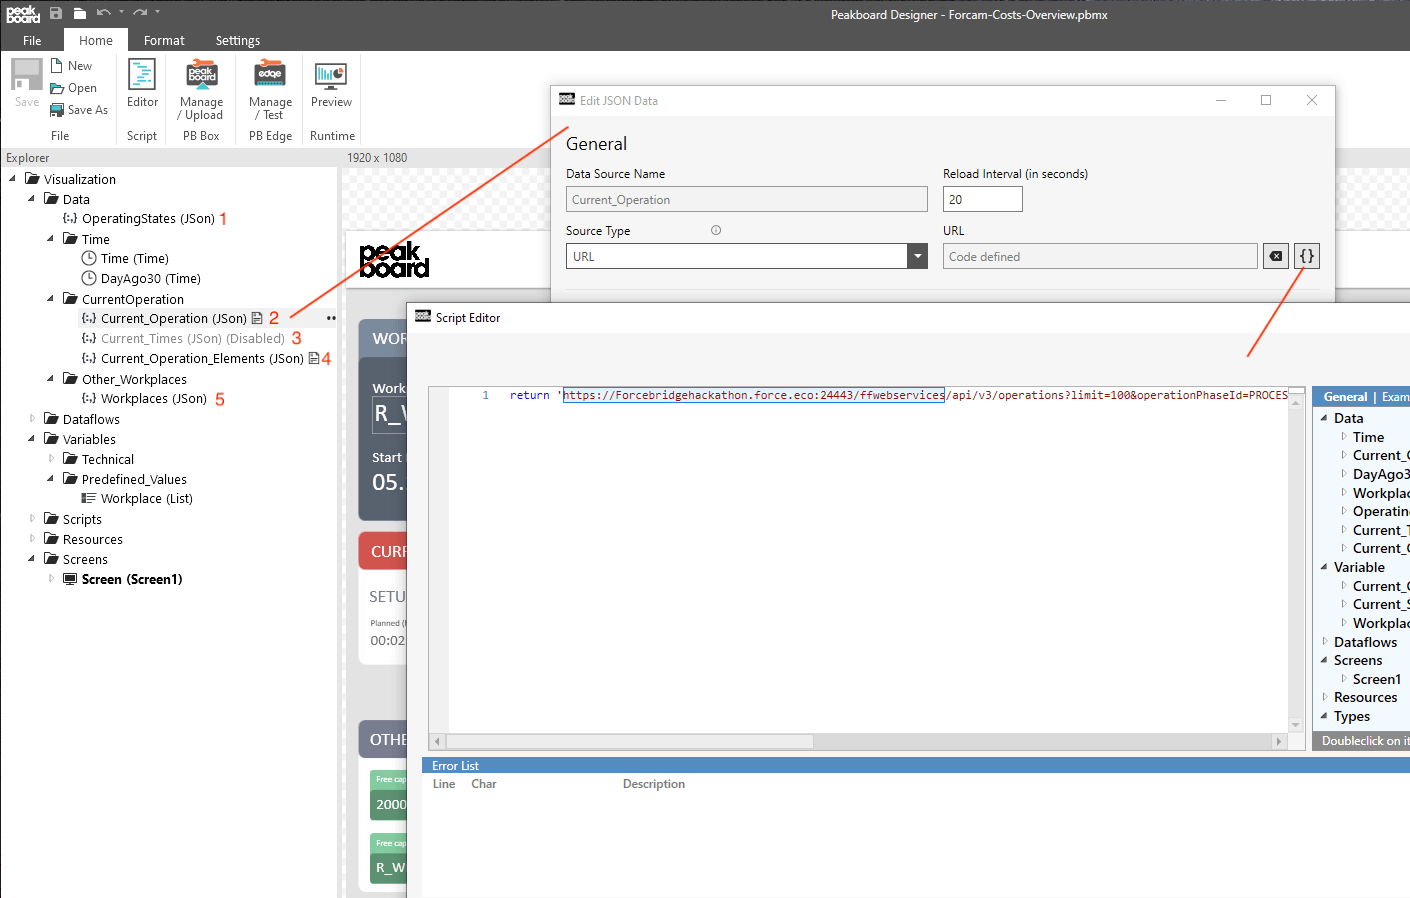 peak board
Peakboard Designer - Forcam-Costs-Overview.pbmx
File
Home
Format
Settings
Save
New
Open
Save As
File
Editor
Script
peak board
Manage / Upload
PB Box
edge
Manage / Test
PB Edge
Preview
Runtime
Explorer
1920 x 1080
Visualization
Data
OperatingStates (JSon) 1
Time
Time (Time)
DayAgo30 (Time)
CurrentOperation
Current_Operation (JSon) 2
Current_Times (JSon) (Disabled) 3
Current_Operation_Elements (JSon) 4
Other_Workplaces
Workplaces (JSon) 5
Dataflows
Variables
Technical
Predefined_Values
Workplace (List)
Scripts
Resources
Screens
Screen (Screen1)
peak
board
WOR
Work
R_W
Start
05.
CURR
SETU
Planned (
00:02
OTHE
Free cap
2000
Free cap
R_W
Edit JSON Data
General
Data Source Name
Reload Interval (in seconds)
Current_Operation
20
Source Type
URL
URL
Code defined
{}
Script Editor
1 return 'https://Forcebridgehackathon.force.eco:24443/ffwebservices/api/v3/operations?limit=100&operationPhaseId=PROCES
General | Exam
Data
Time
Current_
DayAgo3
Workplac
Operatin
Current_T
Current_
Variable
Current_
Current_S
Workplac
Dataflows
Screens
Screen1
Resources
Types
Doubleclick on it
Error List
Line Char Description